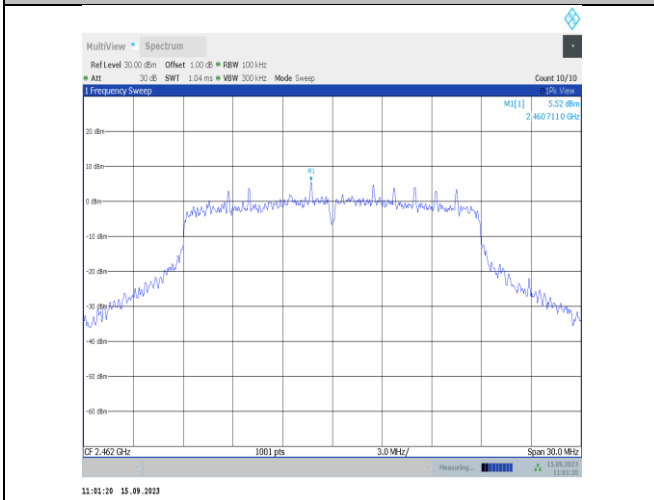 MultiView Spectrum
Ref Level 30.00 dBm Offset 1.00 dB RBW 100 kHz
Att 30 dB SWT 1.04 ms VBW 300 kHz Mode Sweep Count 10/10
1 Frequency Sweep 1Pk View
M1[1] 5.52 dBm
2.460 7110 GHz
20 dBm
10 dBm
M1
0 dBm
-10 dBm
-20 dBm
-30 dBm
-40 dBm
-50 dBm
-60 dBm
CF 2.462 GHz 1001 pts 3.0 MHz/ Span 30.0 MHz
Measuring... 15.09.2023
11:01:20
11:01:20 15.09.2023